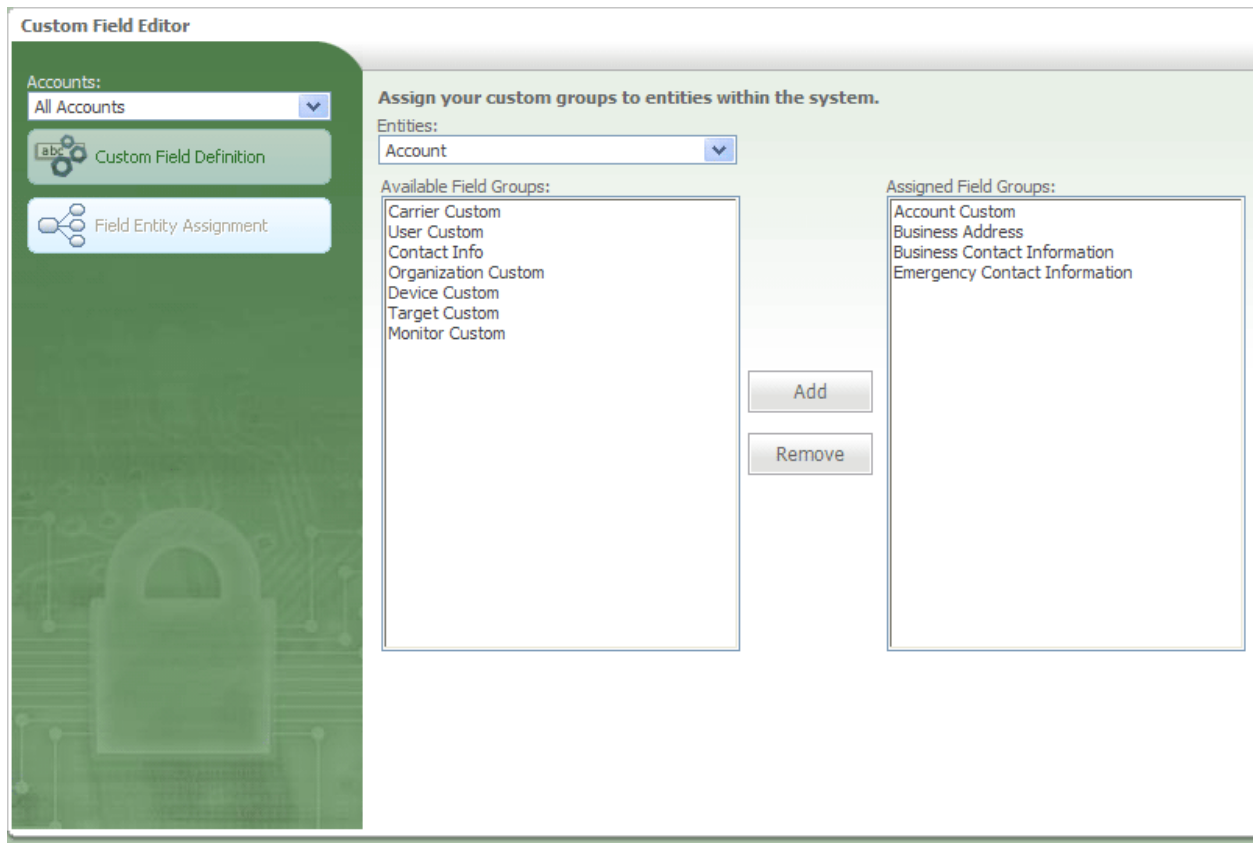 Custom Field Editor
Accounts:
All Accounts
abc
Custom Field Definition
Field Entity Assignment
Assign your custom groups to entities within the system.
Entities:
Account
Available Field Groups:
Carrier Custom
User Custom
Contact Info
Organization Custom
Device Custom
Target Custom
Monitor Custom
Add
Remove
Assigned Field Groups:
Account Custom
Business Address
Business Contact Information
Emergency Contact Information